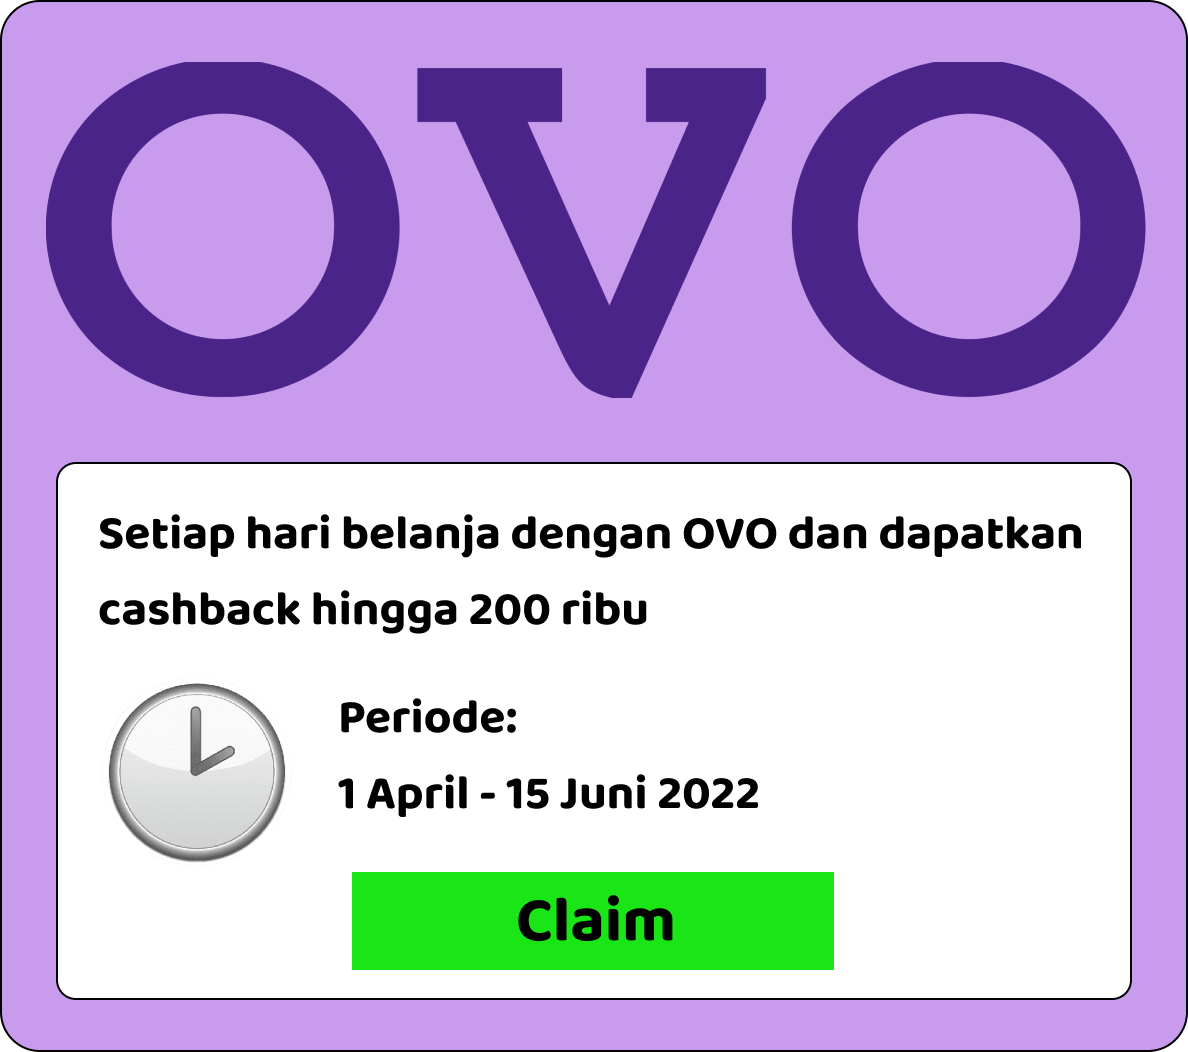 OVO
Setiap hari belanja dengan OVO dan dapatkan
cashback hingga 200 ribu
Periode:
1 April - 15 Juni 2022
Claim